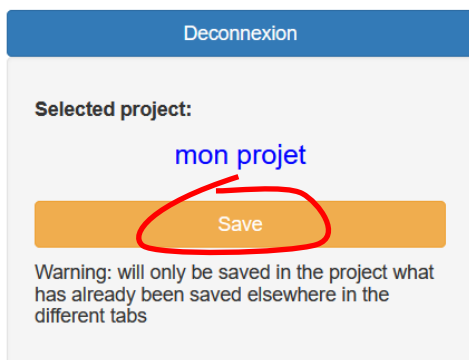 Deconnexion
Selected project:
mon projet
Save
Warning: will only be saved in the project what
has already been saved elsewhere in the
different tabs